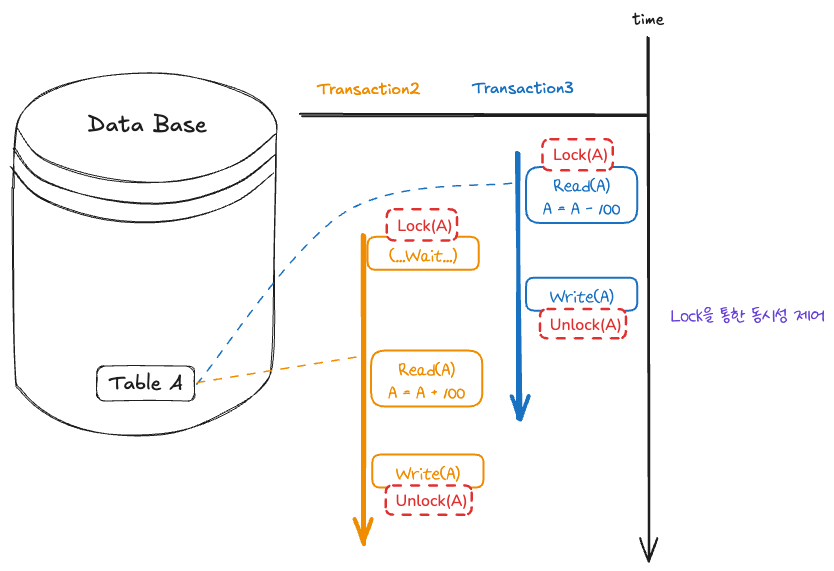 time
Transaction2
Transaction3
Data Base
Lock(A)
Read(A)
A = A - 100
Lock(A)
(...Wait...)
Write(A)
Unlock(A)
Lock을 통한 동시성 제어
Table A
Read(A)
A = A + 100
Write(A)
Unlock(A)